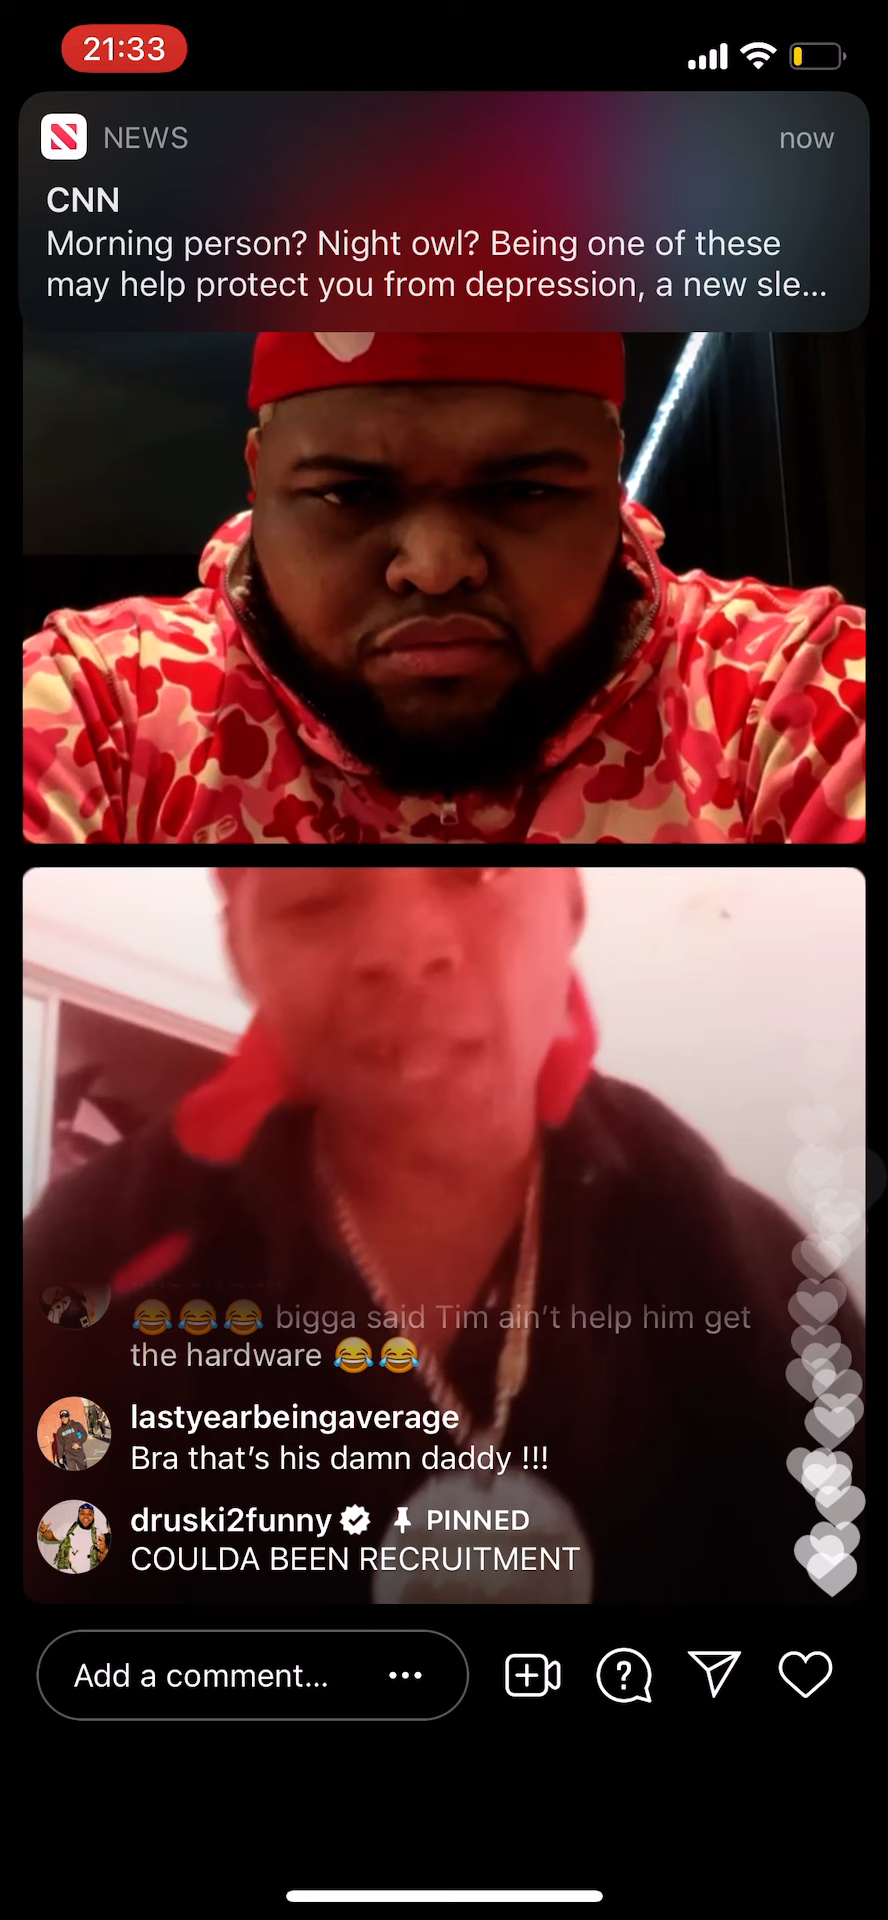 21:33
NEWS
now
CNN
Morning person? Night owl? Being one of these
may help protect you from depression, a new sle...
😂😂😂 bigga said Tim ain't help him get
the hardware 😂😂
lastyearbeingaverage
Bra that's his damn daddy !!!
druski2funny PINNED
COULDA BEEN RECRUITMENT
Add a comment...